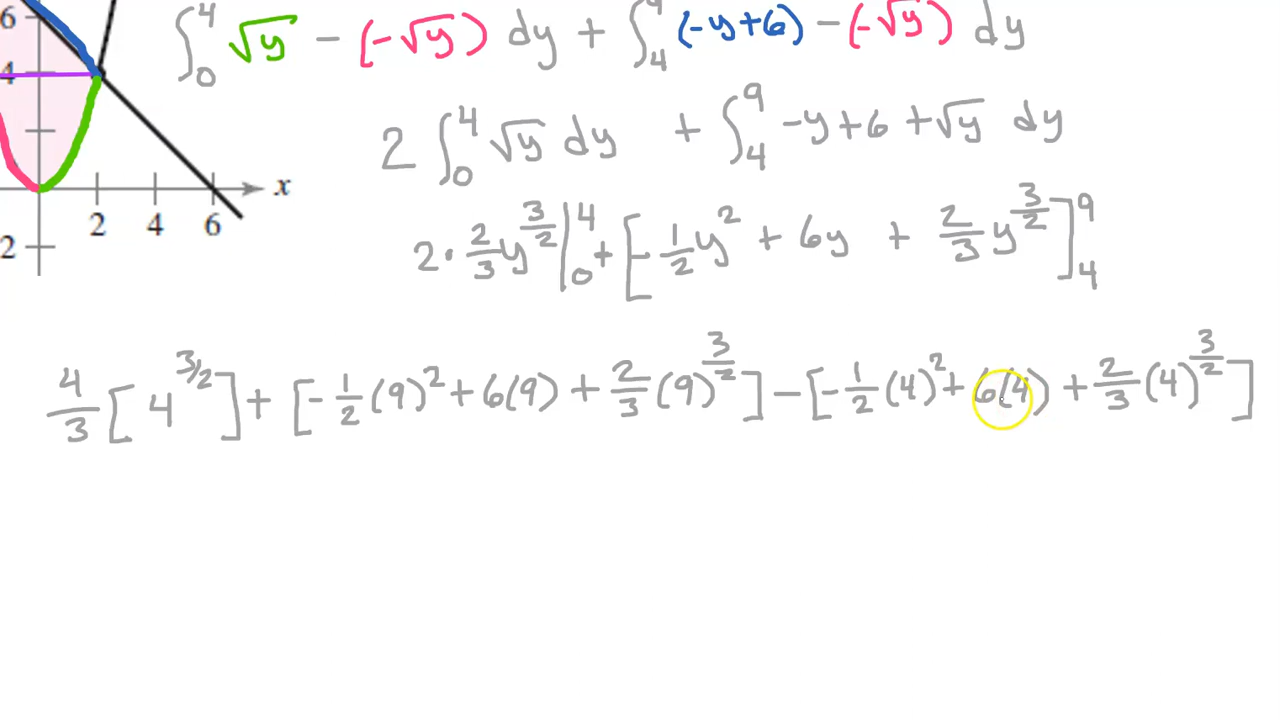 6 ∫₀⁴ √y - (-√y) dy + ∫₄⁹ (-y+6) - (-√y) dy
4
2 ∫₀⁴ √y dy + ∫₄⁹ -y+6+√y dy
x
2 4 6
2 · 2/3 y^(3/2) |₀⁴ + [-1/2 y² + 6y + 2/3 y^(3/2)]₄⁹
2
4/3 [4^(3/2)] + [-1/2 (9)² + 6(9) + 2/3 (9)^(3/2)] - [-1/2 (4)² + 6(4) + 2/3 (4)^(3/2)]